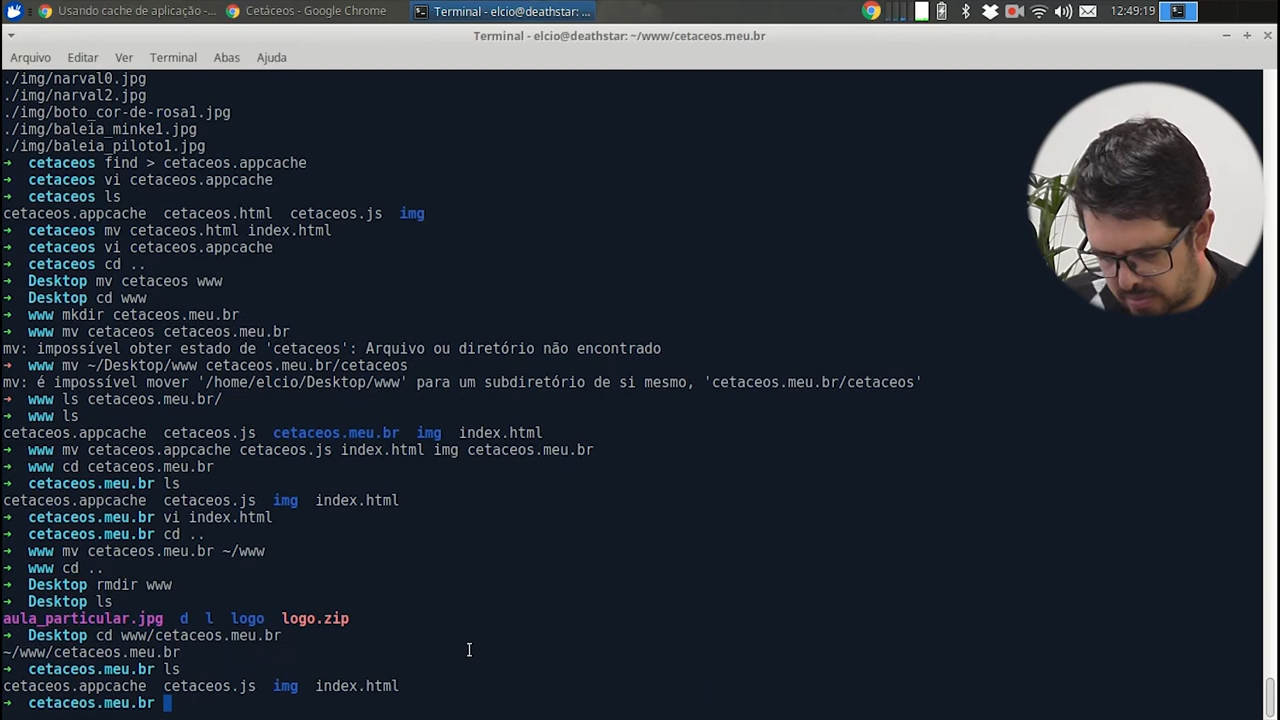 Usando cache de aplicação -... Cetáceos - Google Chrome Terminal - elcio@deathstar: ... 12:49:19
Terminal - elcio@deathstar: ~/www/cetaceos.meu.br
Arquivo Editar Ver Terminal Abas Ajuda
./img/narval0.jpg
./img/narval2.jpg
./img/boto_cor-de-rosa1.jpg
./img/baleia_minke1.jpg
./img/baleia_piloto1.jpg
➜ cetaceos find > cetaceos.appcache
➜ cetaceos vi cetaceos.appcache
➜ cetaceos ls
cetaceos.appcache cetaceos.html cetaceos.js img
➜ cetaceos mv cetaceos.html index.html
➜ cetaceos vi cetaceos.appcache
➜ cetaceos cd ..
➜ Desktop mv cetaceos www
➜ Desktop cd www
➜ www mkdir cetaceos.meu.br
➜ www mv cetaceos cetaceos.meu.br
mv: impossível obter estado de 'cetaceos': Arquivo ou diretório não encontrado
➜ www mv ~/Desktop/www cetaceos.meu.br/cetaceos
mv: é impossível mover '/home/elcio/Desktop/www' para um subdiretório de si mesmo, 'cetaceos.meu.br/cetaceos'
➜ www ls cetaceos.meu.br/
➜ www ls
cetaceos.appcache cetaceos.js cetaceos.meu.br img index.html
➜ www mv cetaceos.appcache cetaceos.js index.html img cetaceos.meu.br
➜ www cd cetaceos.meu.br
➜ cetaceos.meu.br ls
cetaceos.appcache cetaceos.js img index.html
➜ cetaceos.meu.br vi index.html
➜ cetaceos.meu.br cd ..
➜ www mv cetaceos.meu.br ~/www
➜ www cd ..
➜ Desktop rmdir www
➜ Desktop ls
aula_particular.jpg d l logo logo.zip
➜ Desktop cd www/cetaceos.meu.br
~/www/cetaceos.meu.br
➜ cetaceos.meu.br ls
cetaceos.appcache cetaceos.js img index.html
➜ cetaceos.meu.br